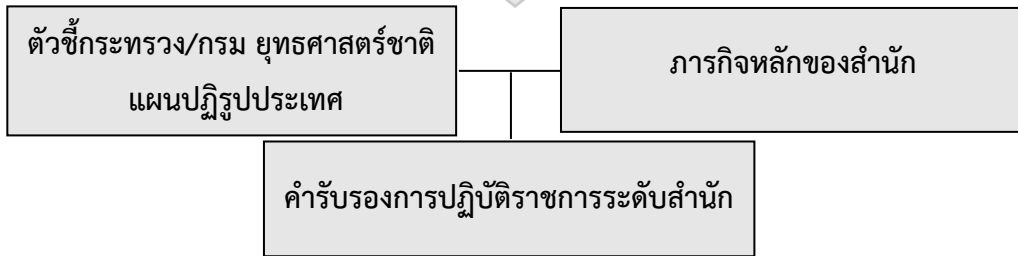 ตัวชี้กระทรวง/กรม ยุทธศาสตร์ชาติ
แผนปฏิรูปประเทศ
ภารกิจหลักของสำนัก
คำรับรองการปฏิบัติราชการระดับสำนัก